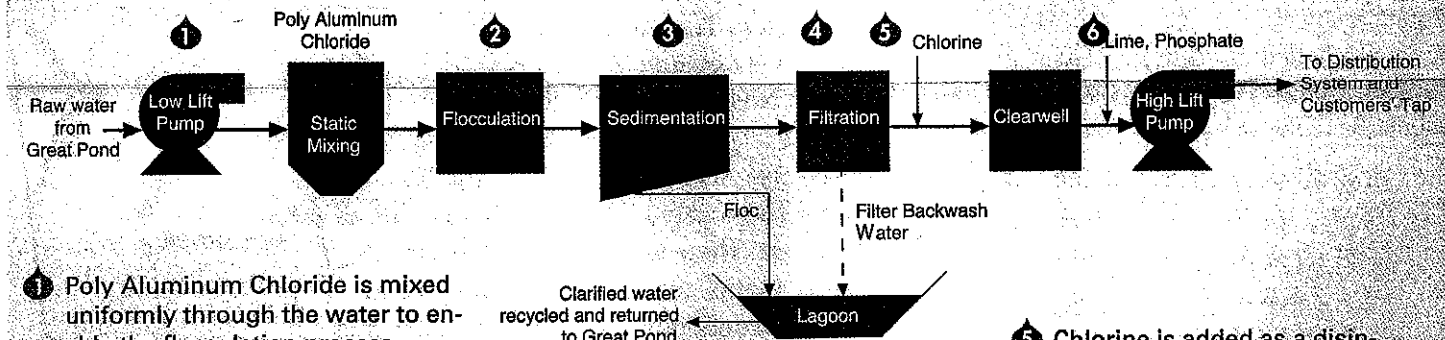 1
Poly Aluminum
Chloride
2
3
4
5
Chlorine
6
Lime, Phosphate
To Distribution
System and
Customers' Tap
Raw water
from
Great Pond
Low Lift
Pump
Static
Mixing
Flocculation
Sedimentation
Filtration
Clearwell
High Lift
Pump
Floc
Filter Backwash
Water
Lagoon
Clarified water
recycled and returned
to Great Pond
1 Poly Aluminum Chloride is mixed
uniformly through the water to en-
5 Chlorine is added as a disin-